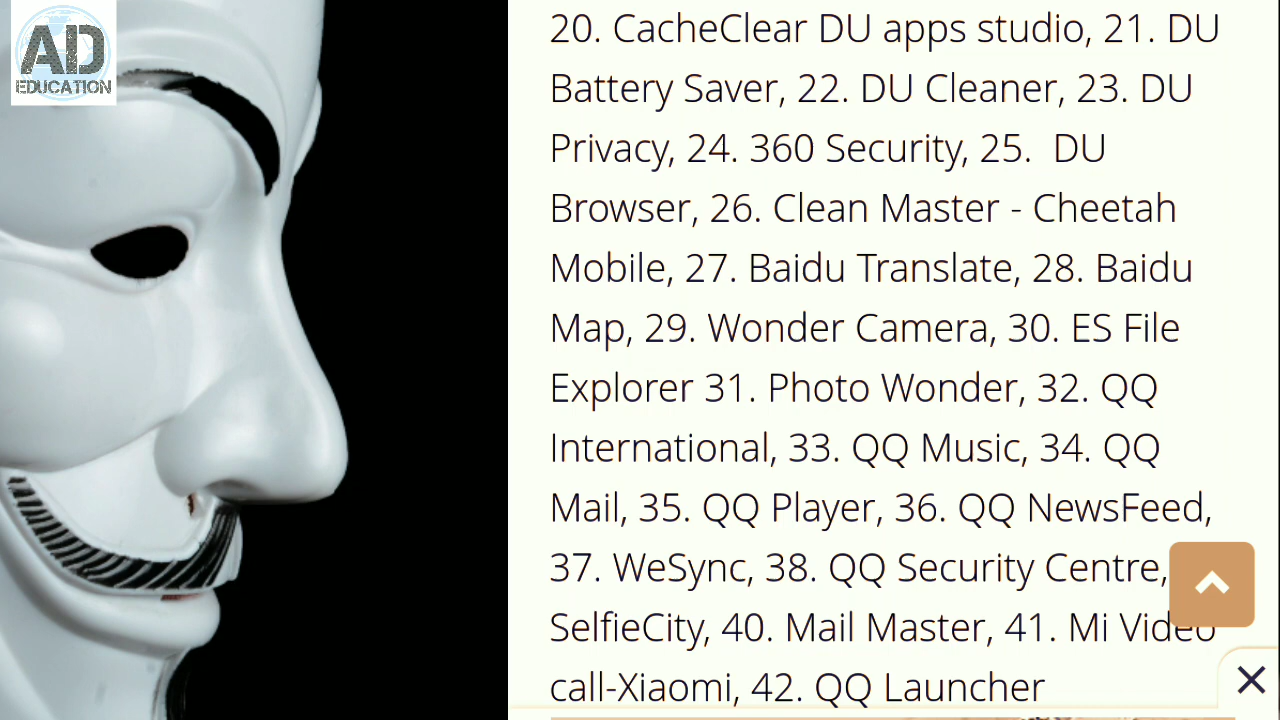 AD
EDUCATION
20. CacheClear DU apps studio, 21. DU
Battery Saver, 22. DU Cleaner, 23. DU
Privacy, 24. 360 Security, 25. DU
Browser, 26. Clean Master - Cheetah
Mobile, 27. Baidu Translate, 28. Baidu
Map, 29. Wonder Camera, 30. ES File
Explorer 31. Photo Wonder, 32. QQ
International, 33. QQ Music, 34. QQ
Mail, 35. QQ Player, 36. QQ NewsFeed,
37. WeSync, 38. QQ Security Centre,
SelfieCity, 40. Mail Master, 41. Mi Video
call-Xiaomi, 42. QQ Launcher